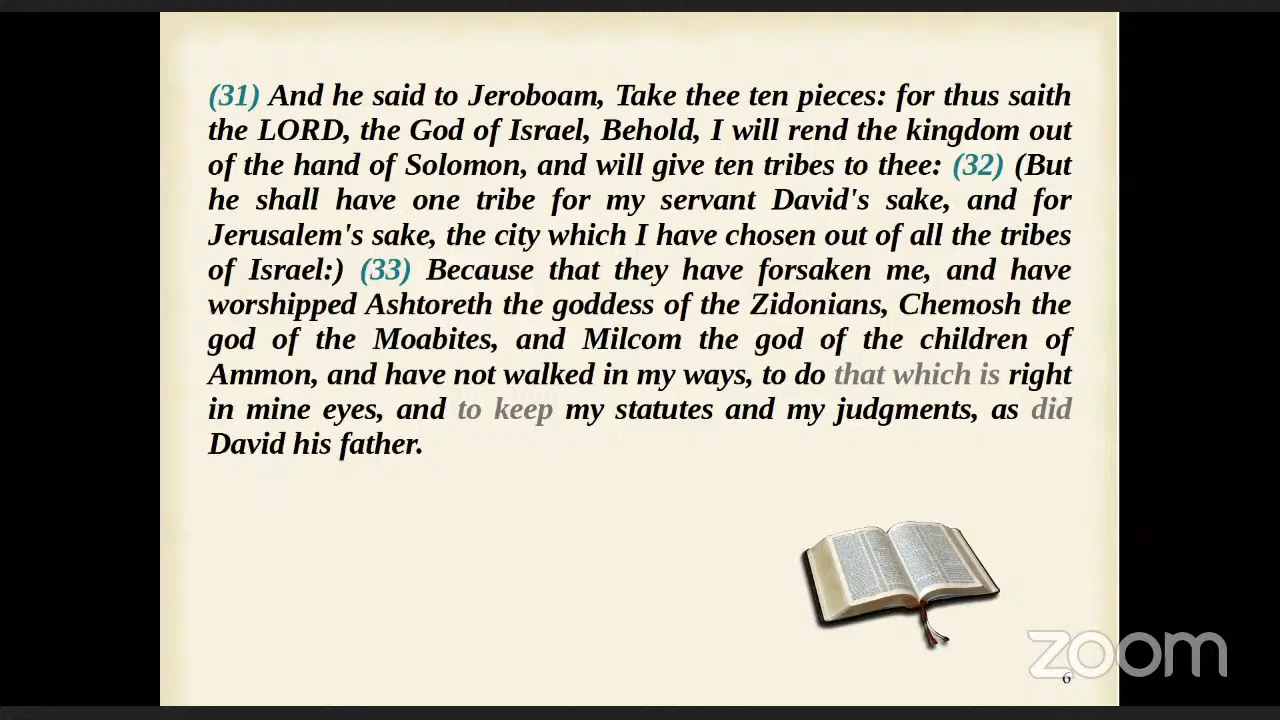 (31) And he said to Jeroboam, Take thee ten pieces: for thus saith
the LORD, the God of Israel, Behold, I will rend the kingdom out
of the hand of Solomon, and will give ten tribes to thee: (32) (But
he shall have one tribe for my servant David's sake, and for
Jerusalem's sake, the city which I have chosen out of all the tribes
of Israel:) (33) Because that they have forsaken me, and have
worshipped Ashtoreth the goddess of the Zidonians, Chemosh the
god of the Moabites, and Milcom the god of the children of
Ammon, and have not walked in my ways, to do that which is right
in mine eyes, and to keep my statutes and my judgments, as did
David his father.
zoom
6